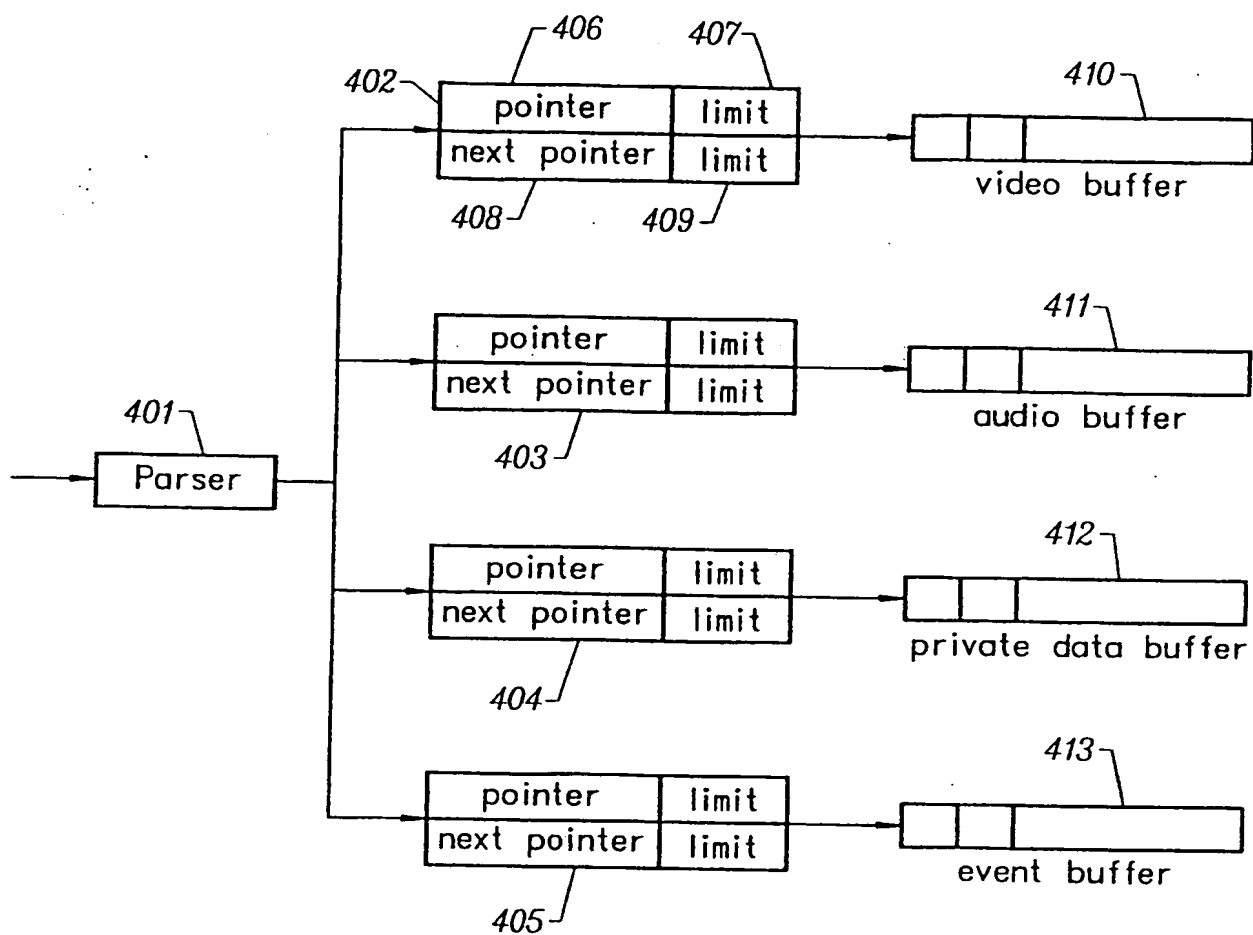 406
407
402
410
pointer limit
next pointer limit
video buffer
408
409
411
pointer limit
next pointer limit
audio buffer
401
403
Parser
412
pointer limit
next pointer limit
private data buffer
404
413
pointer limit
next pointer limit
event buffer
405